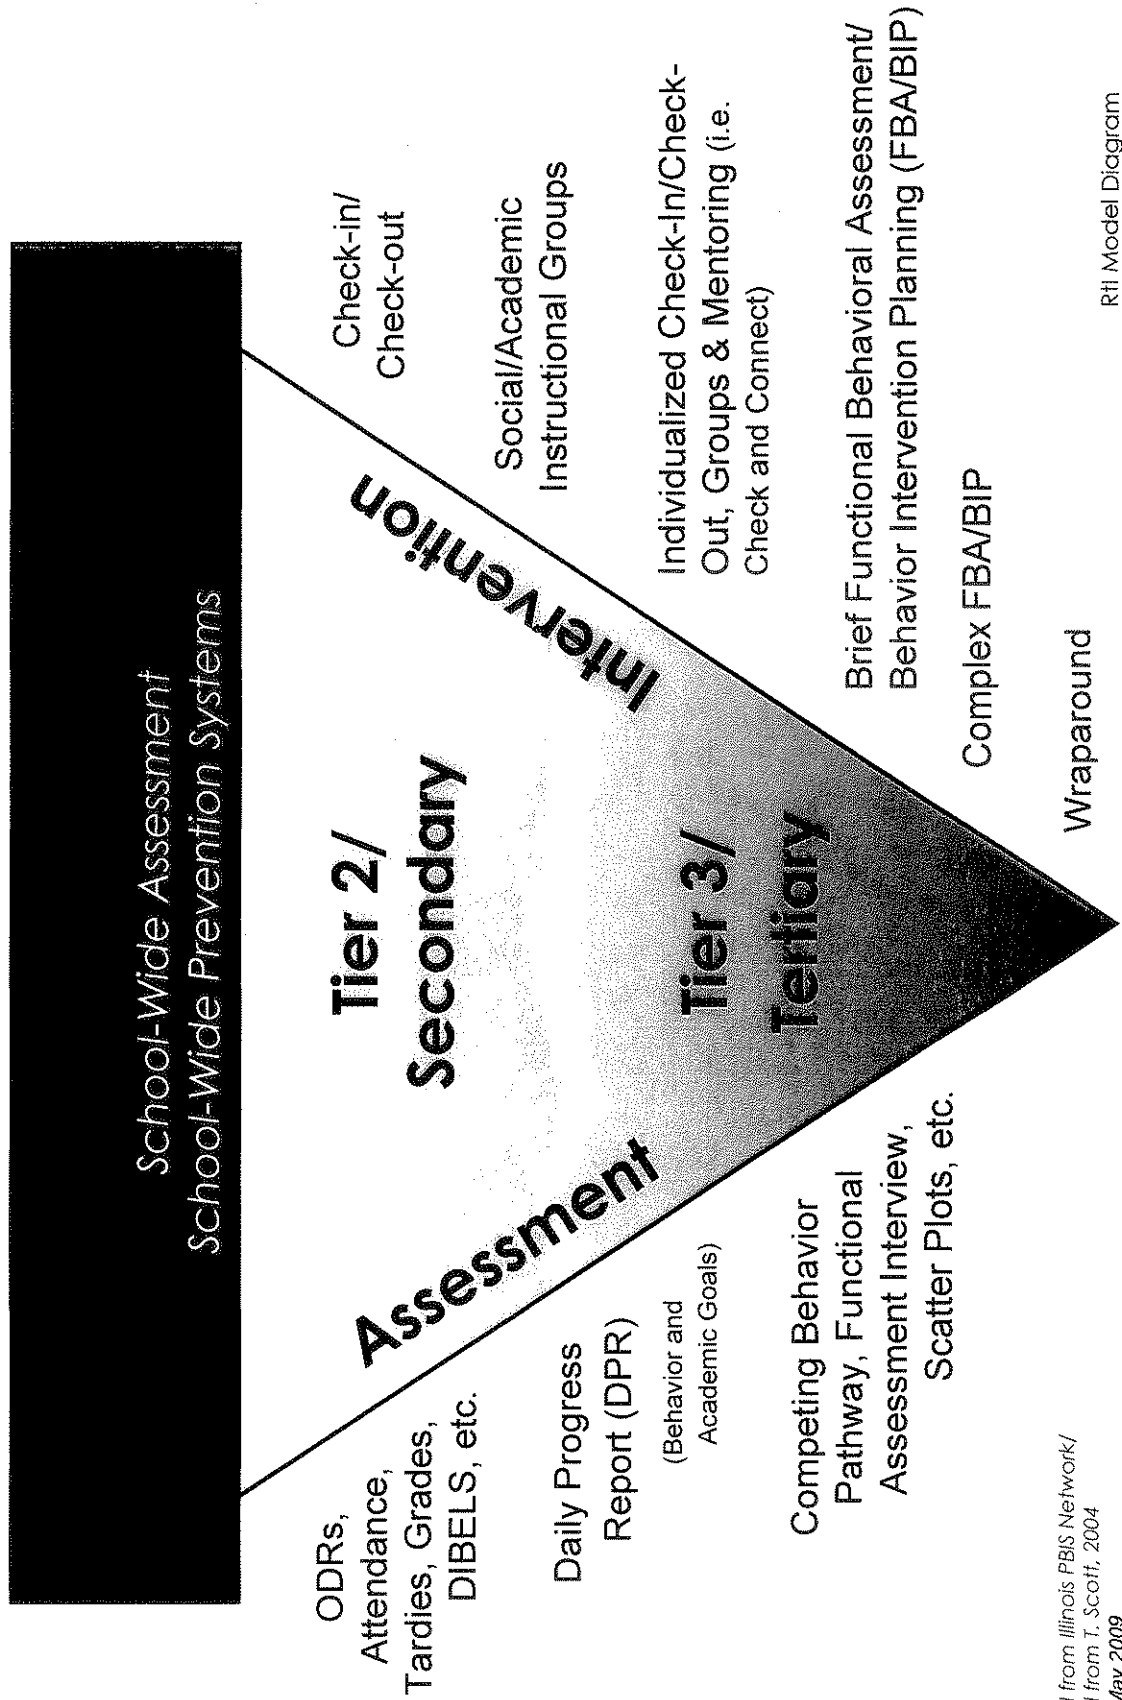 School-Wide Assessment
School-Wide Prevention Systems
Tier 2/
Secondary
Tier 3/
Tertiary
Assessment
Intervention
ODRs,
Attendance,
Tardies, Grades,
DIBELS, etc.
Daily Progress
Report (DPR)
(Behavior and
Academic Goals)
Competing Behavior
Pathway, Functional
Assessment Interview,
Scatter Plots, etc.
Check-in/
Check-out
Social/Academic
Instructional Groups
Individualized Check-In/Check-
Out, Groups & Mentoring (i.e.
Check and Connect)
Brief Functional Behavioral Assessment/
Behavior Intervention Planning (FBA/BIP)
Complex FBA/BIP
Wraparound
from Illinois PBIS Network/
from T. Scott, 2004
May 2009
RtI Model Diagram